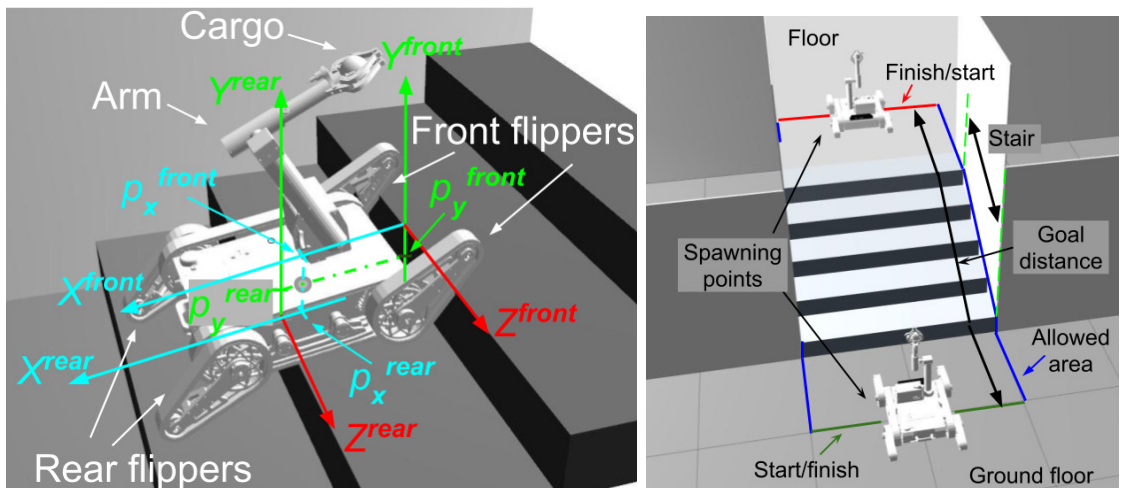 Cargo
Y^front
Y^rear
Arm
Front flippers
p_x^front
p_y^front
p_y^rear
X^front
Z^front
X^rear
p_x^rear
Z^rear
Rear flippers
Floor
Finish/start
Stair
Spawning
points
Goal
distance
Allowed
area
Start/finish
Ground floor